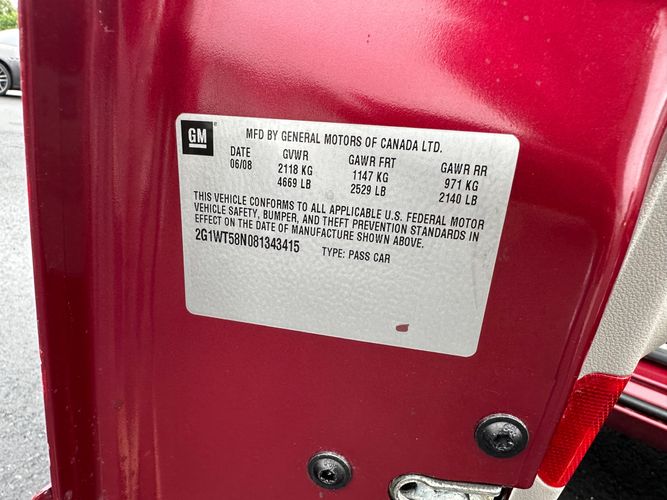 GM MFD BY GENERAL MOTORS OF CANADA LTD.
DATE GVWR GAWR FRT GAWR RR
06/08 2118 KG 1147 KG 971 KG
4669 LB 2529 LB 2140 LB
THIS VEHICLE CONFORMS TO ALL APPLICABLE U.S. FEDERAL MOTOR
VEHICLE SAFETY, BUMPER, AND THEFT PREVENTION STANDARDS IN
EFFECT ON THE DATE OF MANUFACTURE SHOWN ABOVE.
2G1WT58N081343415 TYPE: PASS CAR